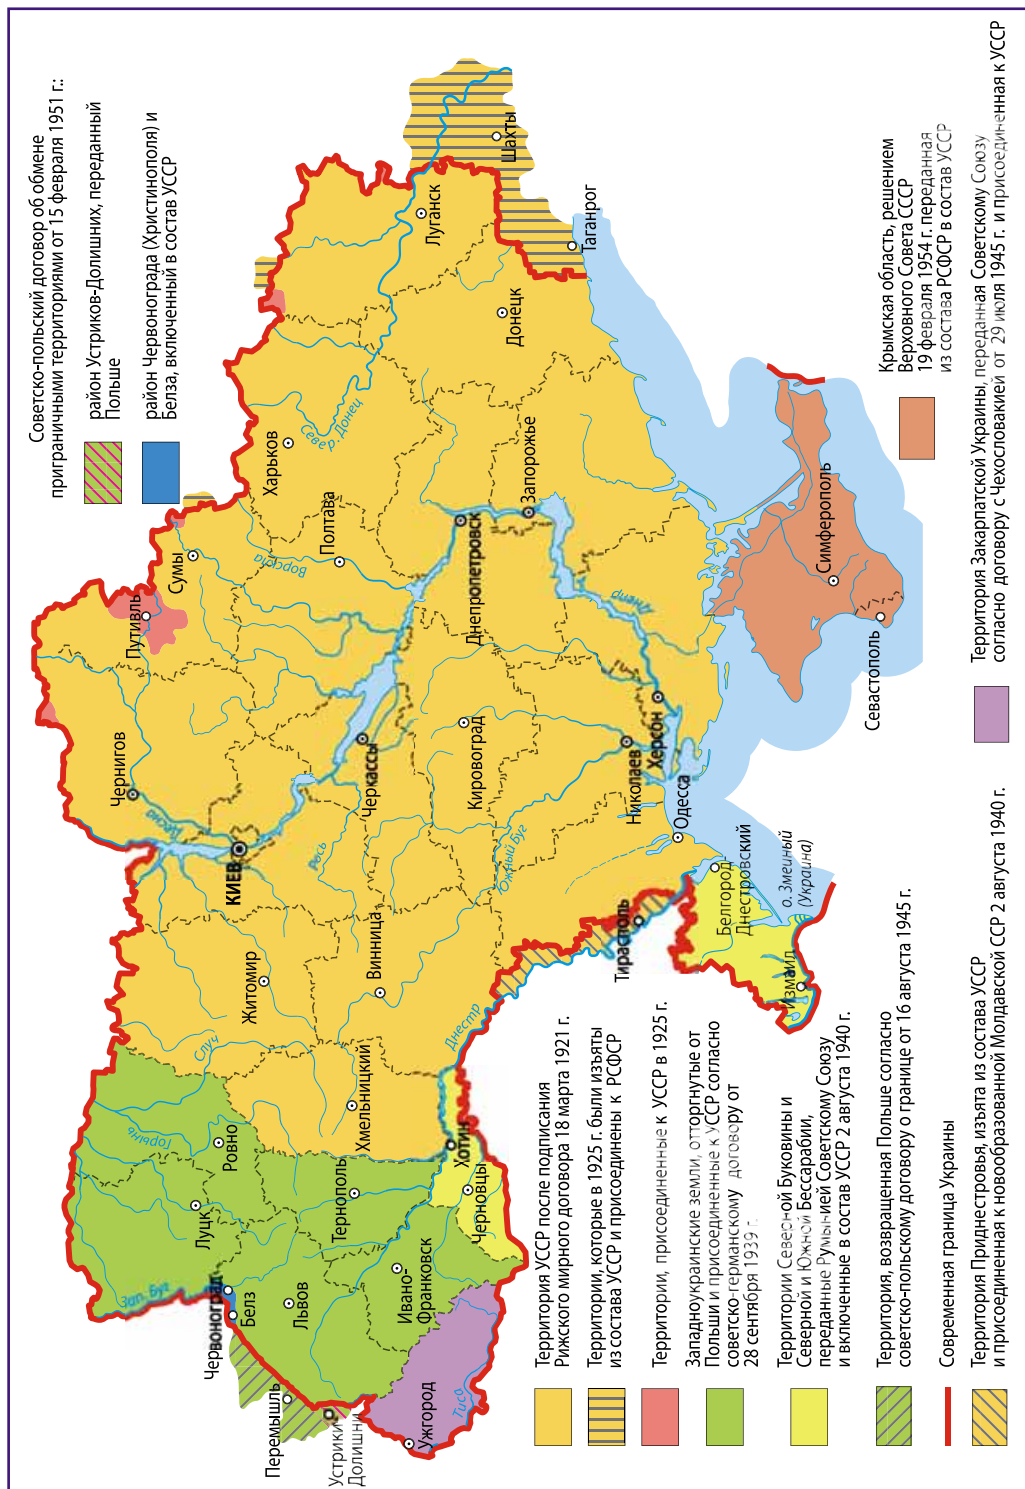 Советско-польский договор об обмене
приграничными территориями от 15 февраля 1951 г.:
район Устриков-Долишних, переданный
Польше
район Червонограда (Христинополя) и
Белза, включенный в состав УССР
Крымская область, решением
Верховного Совета СССР
19 февраля 1954 г. переданная
из состава РСФСР в состав УССР
Территория Закарпатской Украины, переданная Советскому Союзу
согласно договору с Чехословакией от 29 июля 1945 г. и присоединенная к УССР
Территория УССР после подписания
Рижского мирного договора 18 марта 1921 г.
Территории, которые в 1925 г. были изъяты
из состава УССР и присоединены к РСФСР
Территории, присоединенные к УССР в 1925 г.
Западноукраинские земли, отторгнутые от
Польши и присоединенные к УССР согласно
советско-германскому договору от
28 сентября 1939 г.
Территории Северной Буковины и
Северной и Южной Бессарабии,
переданные Румынией Советскому Союзу
и включенные в состав УССР 2 августа 1940 г.
Территория, возвращенная Польше согласно
советско-польскому договору о границе от 16 августа 1945 г.
Современная граница Украины
Территория Приднестровья, изъята из состава УССР
и присоединенная к новообразованной Молдавской ССР 2 августа 1940 г.
Перемышль
Устрики
Долишни
Ужгород
Тисо
Червоноград
Белз
Зап. Буг
Львов
Ивано-
Франковск
Луцк
Ровно
Горынь
Тернополь
Черновцы
Хотин
Хмельницкий
Случ
Днестр
Житомир
Винница
КИЕВ
Рось
Южный Буг
Чернигов
Десна
Черкассы
Кировоград
Тирасполь
Белгород
Днестровский
Измаил
о. Змеиный
(Украина)
Одесса
Николаев
Херсон
Путивль
Сумы
Полтава
Ворскла
Днепропетровск
Днепр
Запорожье
Харьков
Север. Донец
Донецк
Луганск
Шахты
Таганрог
Симферополь
Севастополь